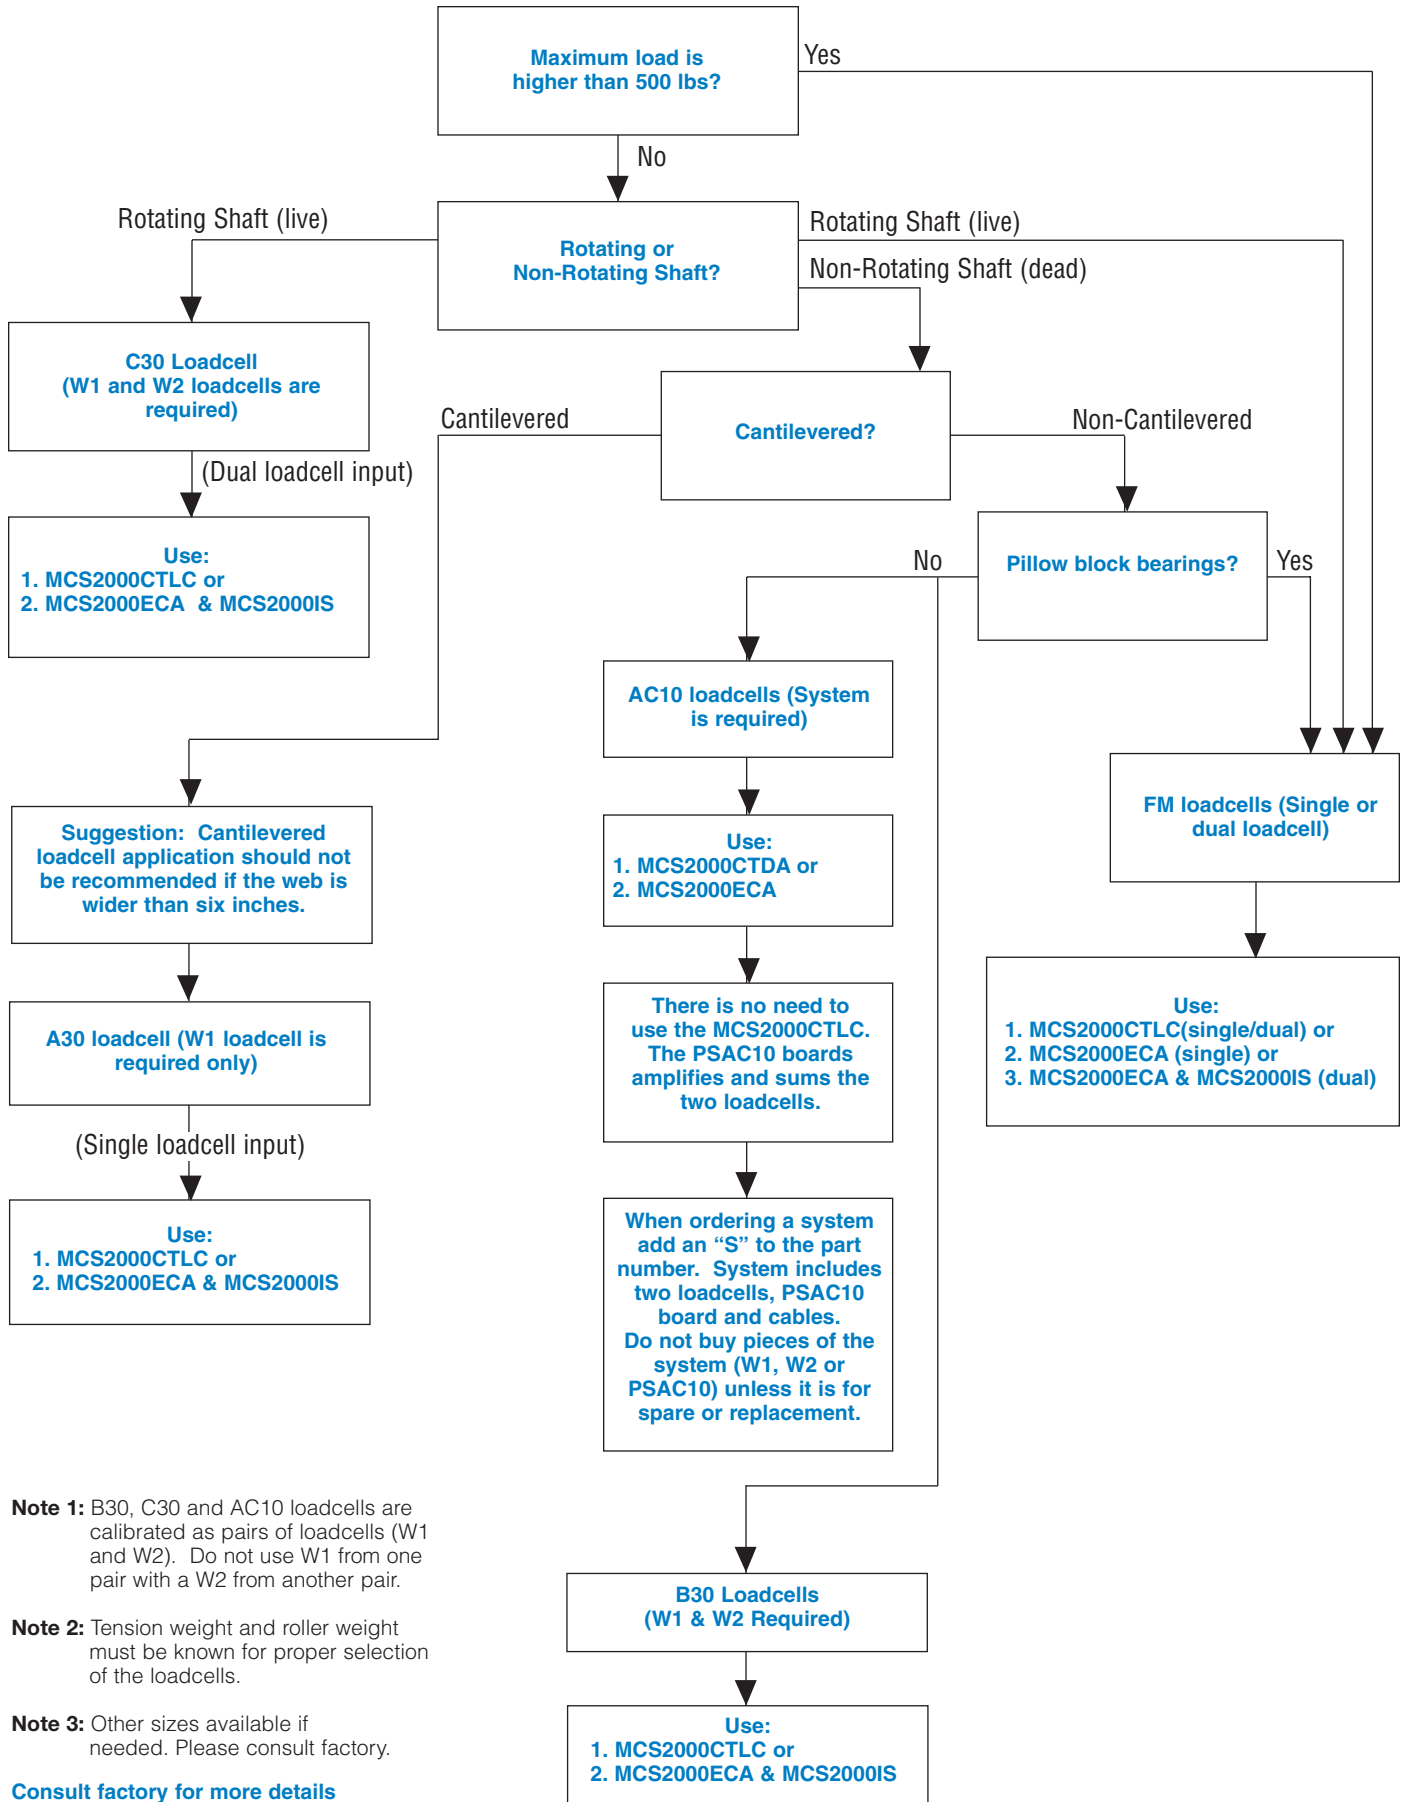 Maximum load is
higher than 500 lbs?
Yes
No
Rotating Shaft (live)
Rotating or
Non-Rotating Shaft?
Rotating Shaft (live)
Non-Rotating Shaft (dead)
C30 Loadcell
(W1 and W2 loadcells are
required)
Cantilevered
Cantilevered?
Non-Cantilevered
(Dual loadcell input)
Use:
1. MCS2000CTLC or
2. MCS2000ECA & MCS2000IS
No
Pillow block bearings?
Yes
AC10 loadcells (System
is required)
FM loadcells (Single or
dual loadcell)
Suggestion: Cantilevered
loadcell application should not
be recommended if the web is
wider than six inches.
Use:
1. MCS2000CTDA or
2. MCS2000ECA
There is no need to
use the MCS2000CTLC.
The PSAC10 boards
amplifies and sums the
two loadcells.
Use:
1. MCS2000CTLC(single/dual) or
2. MCS2000ECA (single) or
3. MCS2000ECA & MCS2000IS (dual)
A30 loadcell (W1 loadcell is
required only)
(Single loadcell input)
Use:
1. MCS2000CTLC or
2. MCS2000ECA & MCS2000IS
When ordering a system
add an “S” to the part
number. System includes
two loadcells, PSAC10
board and cables.
Do not buy pieces of the
system (W1, W2 or
PSAC10) unless it is for
spare or replacement.
Note 1: B30, C30 and AC10 loadcells are
calibrated as pairs of loadcells (W1
and W2). Do not use W1 from one
pair with a W2 from another pair.
Note 2: Tension weight and roller weight
must be known for proper selection
of the loadcells.
Note 3: Other sizes available if
needed. Please consult factory.
Consult factory for more details
B30 Loadcells
(W1 & W2 Required)
Use:
1. MCS2000CTLC or
2. MCS2000ECA & MCS2000IS